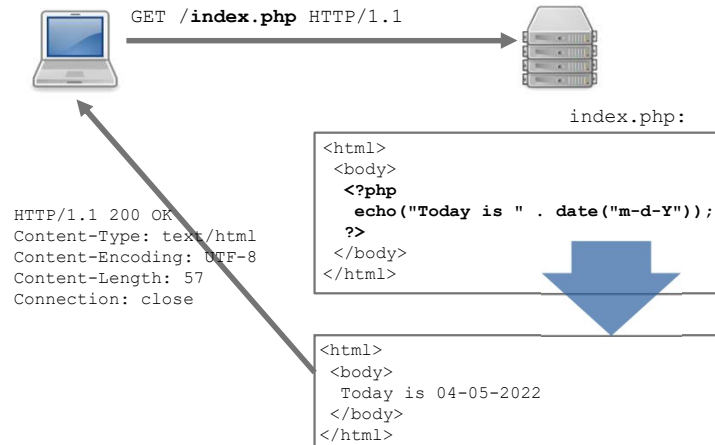 GET /index.php HTTP/1.1
index.php:
<html>
<body>
<?php
echo("Today is " . date("m-d-Y"));
?>
</body>
</html>
HTTP/1.1 200 OK
Content-Type: text/html
Content-Encoding: UTF-8
Content-Length: 57
Connection: close
<html>
<body>
Today is 04-05-2022
</body>
</html>